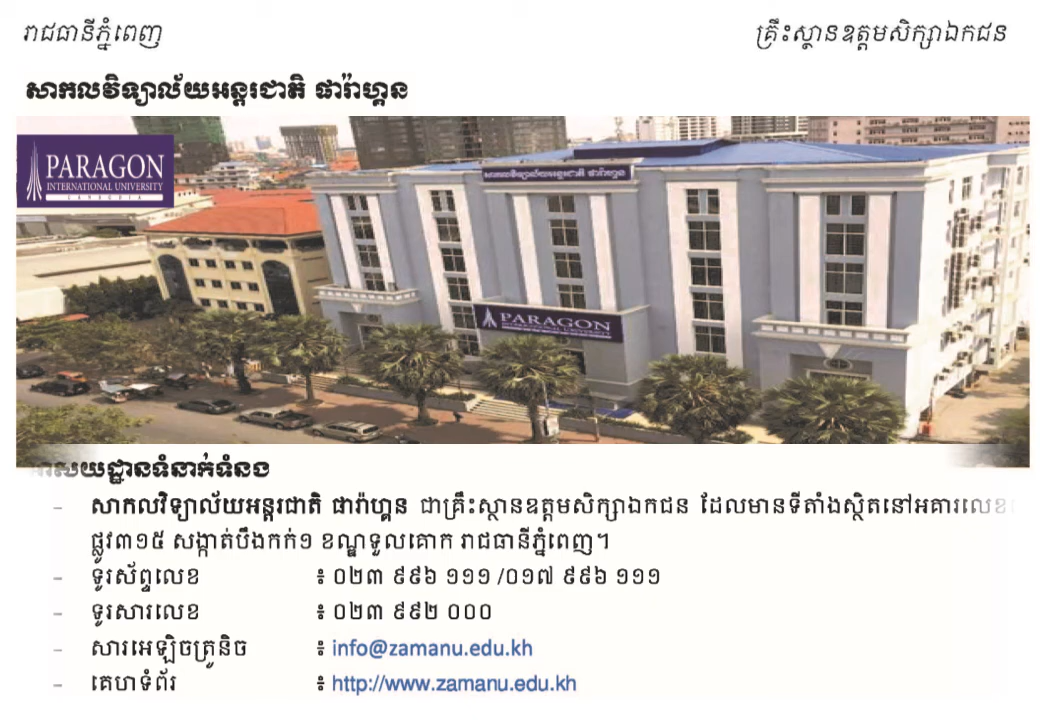 រាជធានីភ្នំពេញ
គ្រឹះស្ថានឧត្តមសិក្សាឯកជន
សាកលវិទ្យាល័យអន្តរជាតិ ផារ៉ាហ្គន
PARAGON
INTERNATIONAL UNIVERSITY
CAMBODIA
សាកលវិទ្យាល័យអន្តរជាតិ ផារ៉ាហ្គន
PARAGON
INTERNATIONAL UNIVERSITY
អាសយដ្ឋានទំនាក់ទំនង
– សាកលវិទ្យាល័យអន្តរជាតិ ផារ៉ាហ្គន ជាគ្រឹះស្ថានឧត្តមសិក្សាឯកជន ដែលមានទីតាំងស្ថិតនៅអគារលេខ
ផ្លូវ៣១៥ សង្កាត់បឹងកក់១ ខណ្ឌទួលគោក រាជធានីភ្នំពេញ។
– ទូរស័ព្ទលេខ ៖ ០២៣ ៩៩៦ ១១១ /០១៧ ៩៩៦ ១១១
– ទូរសារលេខ ៖ ០២៣ ៩៩២ ០០០
– សារអេឡិចត្រូនិច ៖ info@zamanu.edu.kh
– គេហទំព័រ ៖ http://www.zamanu.edu.kh